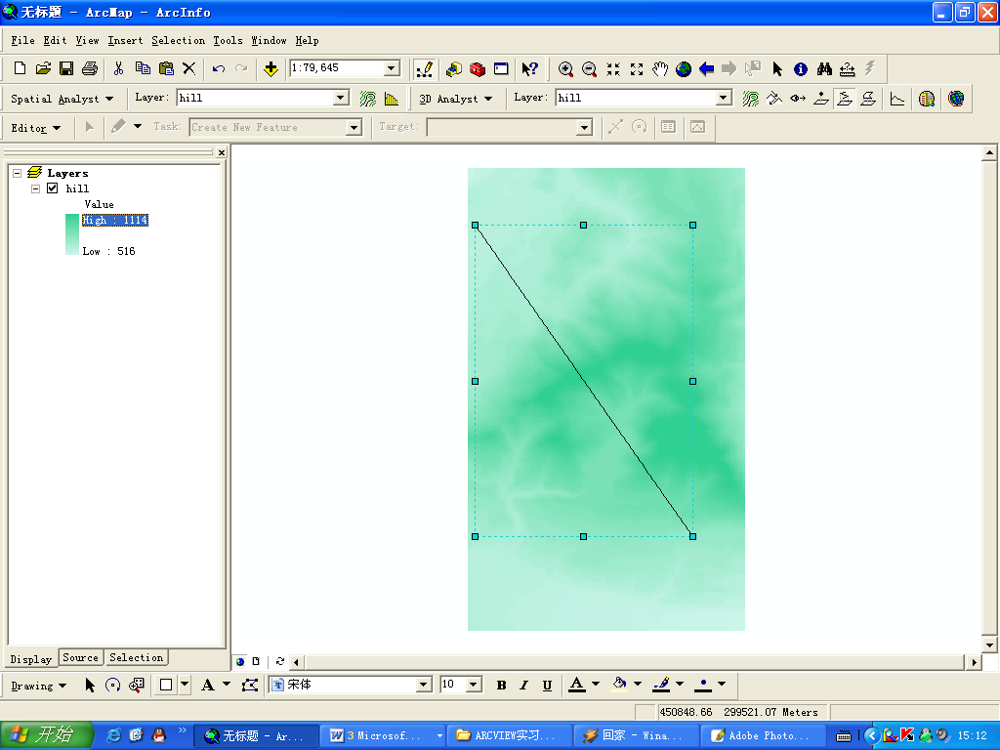 无标题 - ArcMap - ArcInfo
File Edit View Insert Selection Tools Window Help
1:79,645
Spatial Analyst Layer: hill 3D Analyst Layer: hill
Editor Task: Create New Feature Target:
Layers
hill
Value
High : 1114
Low : 516
Display Source Selection
Drawing A 宋体 10 B I U A
450848.66 299521.07 Meters
开始 无标题 - Ar... 3 Microsof... ARCVIEW实习... 回家 - Wina... Adobe Photo... 15:12